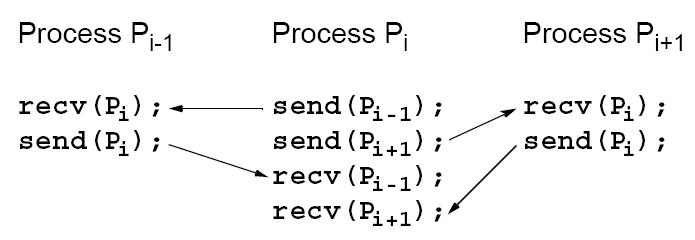 Process Pi-1 Process Pi Process Pi+1
recv(Pi); send(Pi-1); recv(Pi);
send(Pi); send(Pi+1); send(Pi);
recv(Pi-1);
recv(Pi+1);